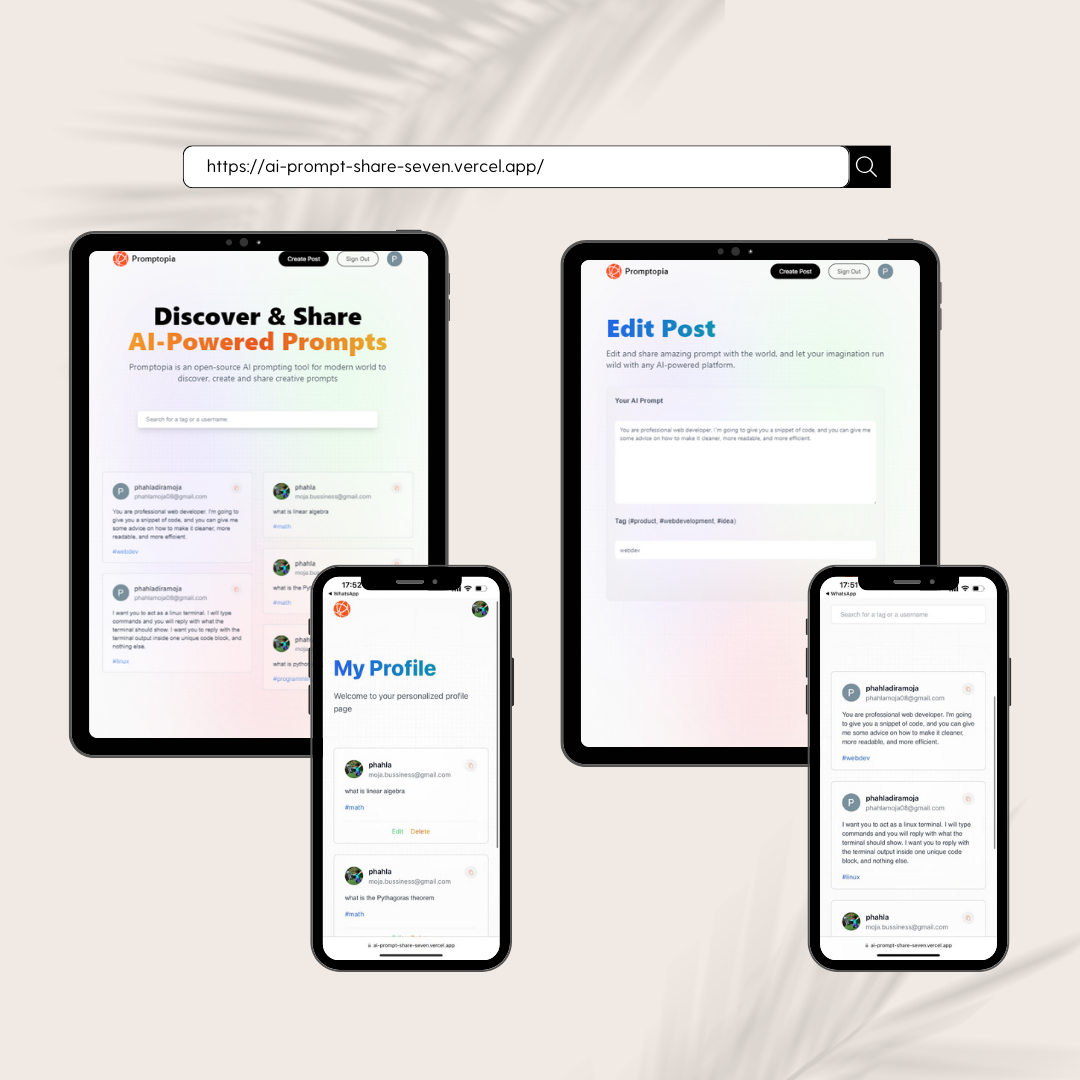 https://ai-prompt-share-seven.vercel.app/
Promptopia
Create Post
Sign Out
P
Discover & Share
AI-Powered Prompts
Promptopia is an open-source AI prompting tool for modern world to
discover, create and share creative prompts
Search for a tag or a username
P
phahladiramoja
phahlamoja08@gmail.com
You are professional web developer. I'm going to
give you a snippet of code, and you can give me
some advice on how to make it cleaner, more
readable, and more efficient.
#webdev
P
phahladiramoja
phahlamoja08@gmail.com
I want you to act as a linux terminal. I will type
commands and you will reply with what the
terminal should show. I want you to reply with the
terminal output inside one unique code block, and
nothing else.
#linux
phahla
moja.bussiness@gmail.com
what is linear algebra
#math
phahla
moja.bus
what is the Py
#math
phah
moja
what is python
#programmi
17:52
WhatsApp
My Profile
Welcome to your personalized profile
page
phahla
moja.bussiness@gmail.com
what is linear algebra
#math
Edit Delete
phahla
moja.bussiness@gmail.com
what is the Pythagoras theorem
#math
ai-prompt-share-seven.vercel.app
Promptopia
Create Post
Sign Out
P
Edit Post
Edit and share amazing prompt with the world, and let your imagination run
wild with any AI-powered platform.
Your AI Prompt
You are professional web developer. I'm going to give you a snippet of code, and you can give me
some advice on how to make it cleaner, more readable, and more efficient.
Tag (#product, #webdevelopment, #idea)
webdev
17:51
WhatsApp
Search for a tag or a username
P
phahladiramoja
phahlamoja08@gmail.com
You are professional web developer. I'm going
to give you a snippet of code, and you can give
me some advice on how to make it cleaner,
more readable, and more efficient.
#webdev
P
phahladiramoja
phahlamoja08@gmail.com
I want you to act as a linux terminal. I will type
commands and you will reply with what the
terminal should show. I want you to reply with
the terminal output inside one unique code
block, and nothing else.
#linux
phahla
moja.bussiness@gmail.com
ai-prompt-share-seven.vercel.app